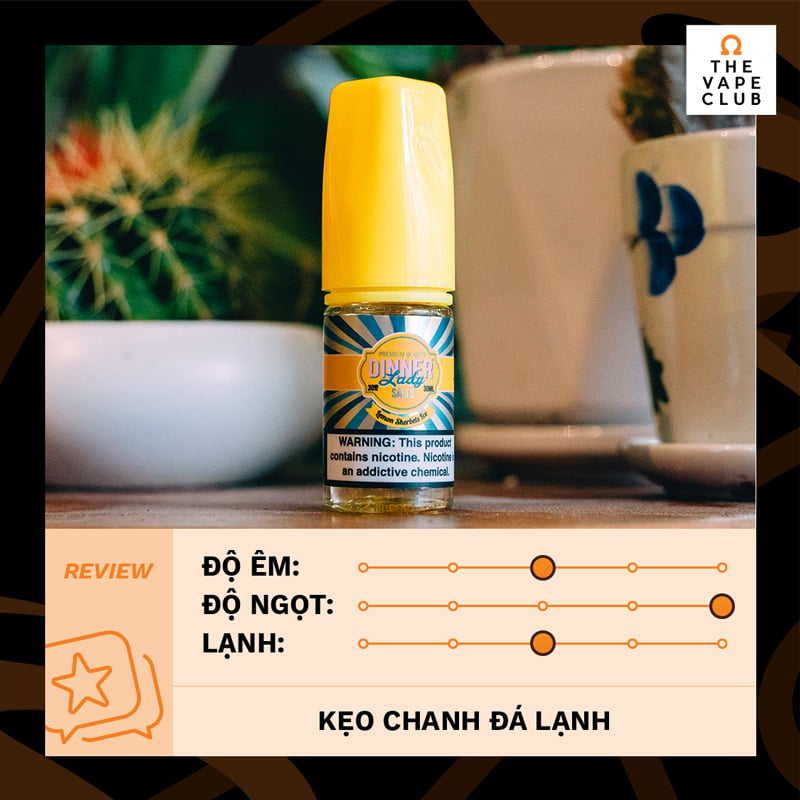 Ω
THE
VAPE
CLUB
PREMIUM QUALITY
DINNER
Lady
30ml 30ML
SALTS
Lemon Sherbets Ice
WARNING: This product
contains nicotine. Nicotine is
an addictive chemical.
REVIEW
ĐỘ ÊM:
ĐỘ NGỌT:
LẠNH:
KẸO CHANH ĐÁ LẠNH